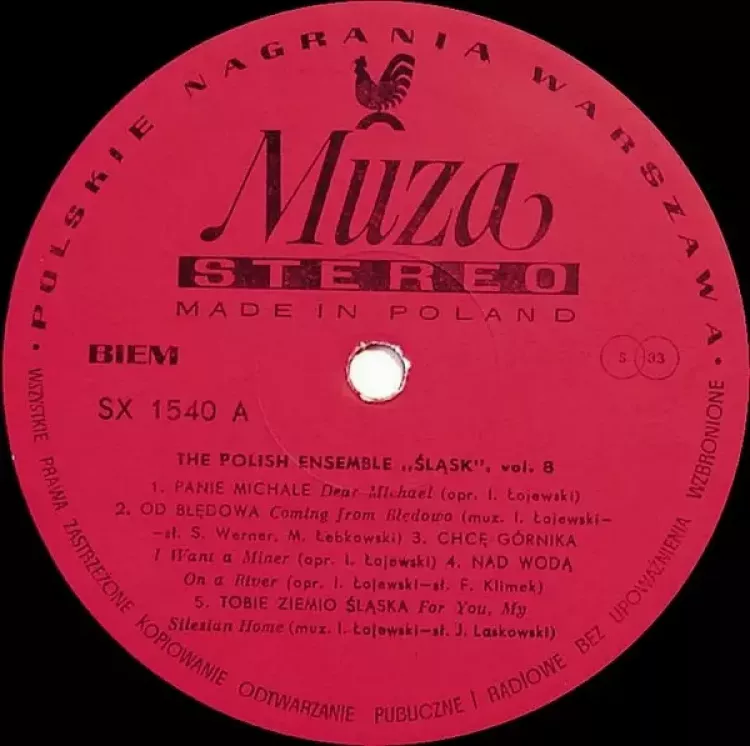 • POLSKIE NAGRANIA WARSZAWA •
Muza
STEREO
MADE IN POLAND
BIEM
S 33
SX 1540 A
THE POLISH ENSEMBLE „ŚLĄSK", vol. 8
1. PANIE MICHALE Dear Michael (opr. I. Łojewski)
2. OD BŁĘDOWA Coming from Błędowo (muz. I. Łojewski–
–sł. S. Werner, M. Łebkowski) 3. CHCĘ GÓRNIKA
I Want a Miner (opr. I. Łojewski) 4. NAD WODĄ
On a River (opr. I. Łojewski–sł. F. Klimek)
5. TOBIE ZIEMIO ŚLĄSKA For You, My
Silesian Home (muz. I. Łojewski–sł. J. Laskowski)
WSZYSTKIE PRAWA ZASTRZEŻONE KOPIOWANIE ODTWARZANIE PUBLICZNE I RADIOWE BEZ UPOWAŻNIENIA WZBRONIONE